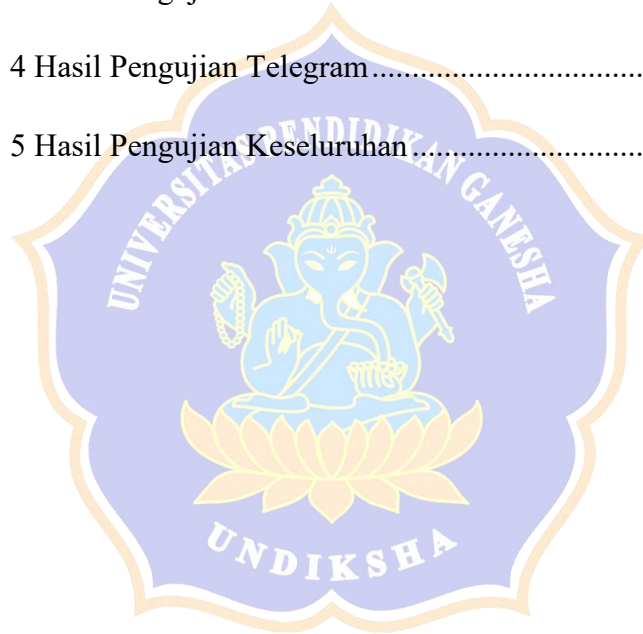 4 Hasil Pengujian Telegram................................
5 Hasil Pengujian Keseluruhan............................
UNIVERSITAS PENDIDIKAN GANESHA
UNDIKSHA